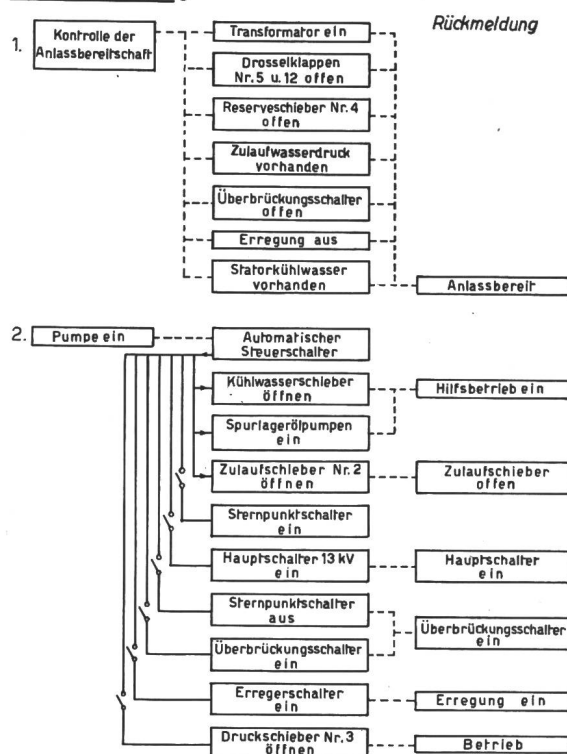 Rückmeldung
1.
Kontrolle der
Anlassbereitschaft
Transformator ein
Drosselklappen
Nr. 5 u. 12 offen
Reserveschieber Nr. 4
offen
Zulaufwasserdruck
vorhanden
Überbrückungsschalter
offen
Erregung aus
Statorkühlwasser
vorhanden
Anlassbereit
2.
Pumpe ein
Automatischer
Steuerschalter
Kühlwasserschieber
öffnen
Hilfsbetrieb ein
Spurlagerölpumpen
ein
Zulaufschieber Nr. 2
öffnen
Zulaufschieber
offen
Sternpunktschalter
ein
Hauptschalter 13 kV
ein
Hauptschalter
ein
Sternpunktschalter
aus
Überbrückungsschalter
ein
Überbrückungsschalter
ein
Erregerschalter
ein
Erregung ein
Druckschieber Nr. 3
öffnen
Betrieb